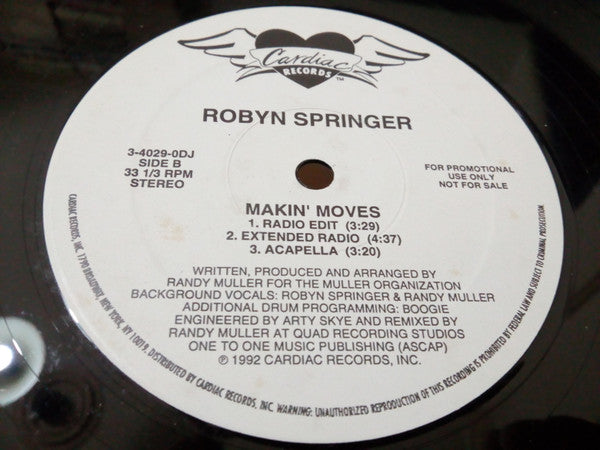 Cardiac
RECORDS™
ROBYN SPRINGER
3-4029-0DJ
SIDE B
33 1/3 RPM
STEREO
FOR PROMOTIONAL
USE ONLY
NOT FOR SALE
MAKIN' MOVES
1. RADIO EDIT (3:29)
2. EXTENDED RADIO (4:37)
3. ACAPELLA (3:20)
WRITTEN, PRODUCED AND ARRANGED BY
RANDY MULLER FOR THE MULLER ORGANIZATION
BACKGROUND VOCALS: ROBYN SPRINGER & RANDY MULLER
ADDITIONAL DRUM PROGRAMMING: BOOGIE
ENGINEERED BY ARTY SKYE AND REMIXED BY
RANDY MULLER AT QUAD RECORDING STUDIOS
ONE TO ONE MUSIC PUBLISHING (ASCAP)
℗ 1992 CARDIAC RECORDS, INC.
CARDIAC RECORDS, INC. 1790 BROADWAY, NEW YORK, NY 10019. DISTRIBUTED BY CARDIAC RECORDS, INC. WARNING: UNAUTHORIZED REPRODUCTION OF THIS RECORDING IS PROHIBITED BY FEDERAL LAW AND SUBJECT TO CRIMINAL PROSECUTION.